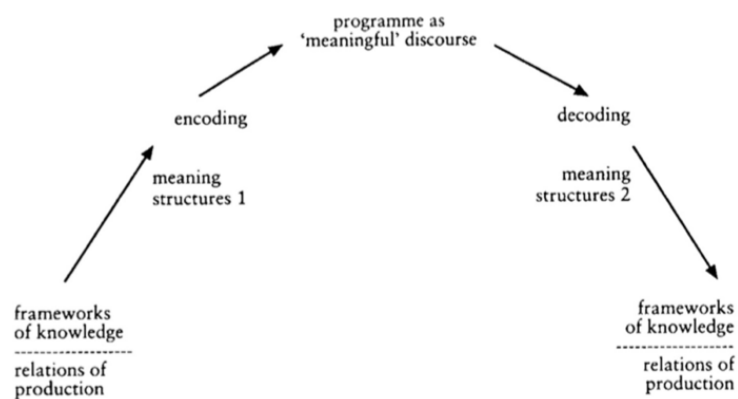 programme as
'meaningful' discourse
encoding
decoding
meaning
structures 1
meaning
structures 2
frameworks
of knowledge
relations of
production
frameworks
of knowledge
relations of
production